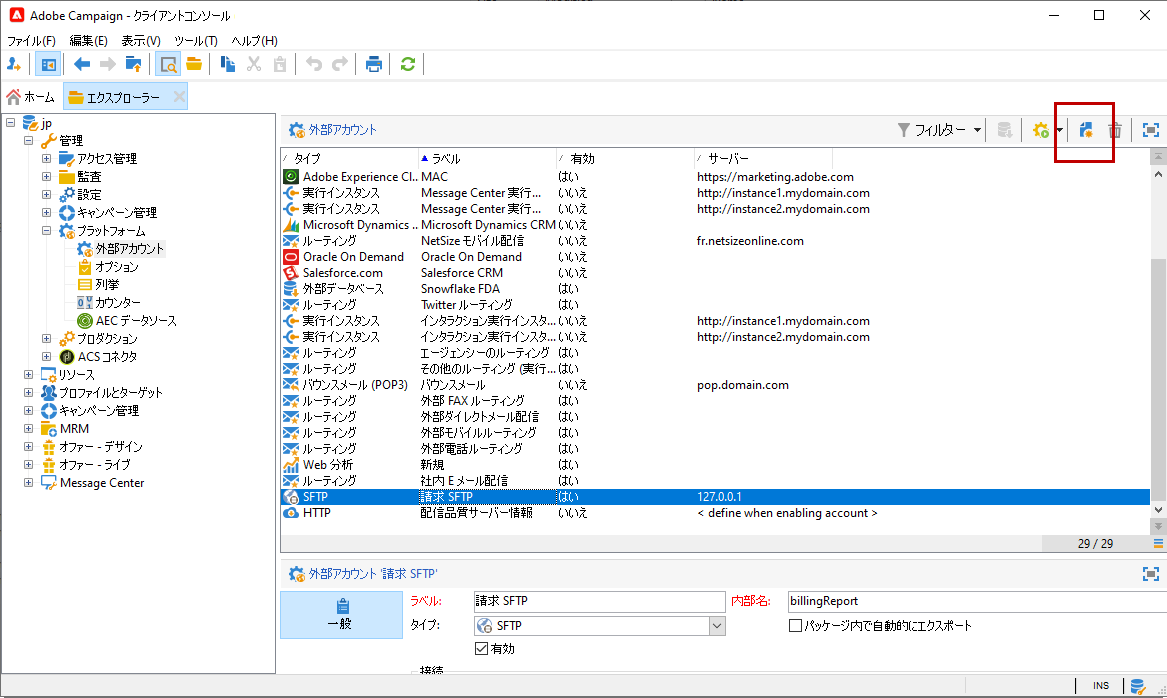 Adobe Campaign - クライアントコンソール
ファイル(F) 編集(E) 表示(V) ツール(T) ヘルプ(H)
ホーム エクスプローラー
jp
管理
アクセス管理
監査
設定
キャンペーン管理
プラットフォーム
外部アカウント
オプション
列挙
カウンター
AEC データソース
プロダクション
ACS コネクタ
リソース
プロファイルとターゲット
キャンペーン管理
MRM
オファー - デザイン
オファー - ライブ
Message Center
外部アカウント フィルター
タイプ ラベル 有効 サーバー
Adobe Experience Cl... MAC はい https://marketing.adobe.com
実行インスタンス Message Center 実行... はい http://instance1.mydomain.com
実行インスタンス Message Center 実行... はい http://instance2.mydomain.com
Microsoft Dynamics ... Microsoft Dynamics CRM いいえ
ルーティング NetSize モバイル配信 いいえ fr.netsizeonline.com
Oracle On Demand Oracle On Demand いいえ
Salesforce.com Salesforce CRM いいえ
外部データベース Snowflake FDA はい
ルーティング Twitter ルーティング いいえ
実行インスタンス インタラクション実行インスタ... いいえ http://instance1.mydomain.com
実行インスタンス インタラクション実行インスタ... いいえ http://instance2.mydomain.com
ルーティング エージェンシーのルーティング はい
ルーティング その他のルーティング (実行... はい
バウンスメール (POP3) バウンスメール いいえ pop.domain.com
ルーティング 外部 FAX ルーティング はい
ルーティング 外部ダイレクトメール配信 はい
ルーティング 外部モバイルルーティング はい
ルーティング 外部電話ルーティング はい
Web 分析 新規 はい
ルーティング 社内 E メール配信 はい
SFTP 請求 SFTP はい 127.0.0.1
HTTP 配信品質サーバー情報 いいえ < define when enabling account >
29 / 29
外部アカウント '請求 SFTP'
一般
ラベル: 請求 SFTP 内部名: billingReport
タイプ: SFTP パッケージ内で自動的にエクスポート
有効
接続
INS